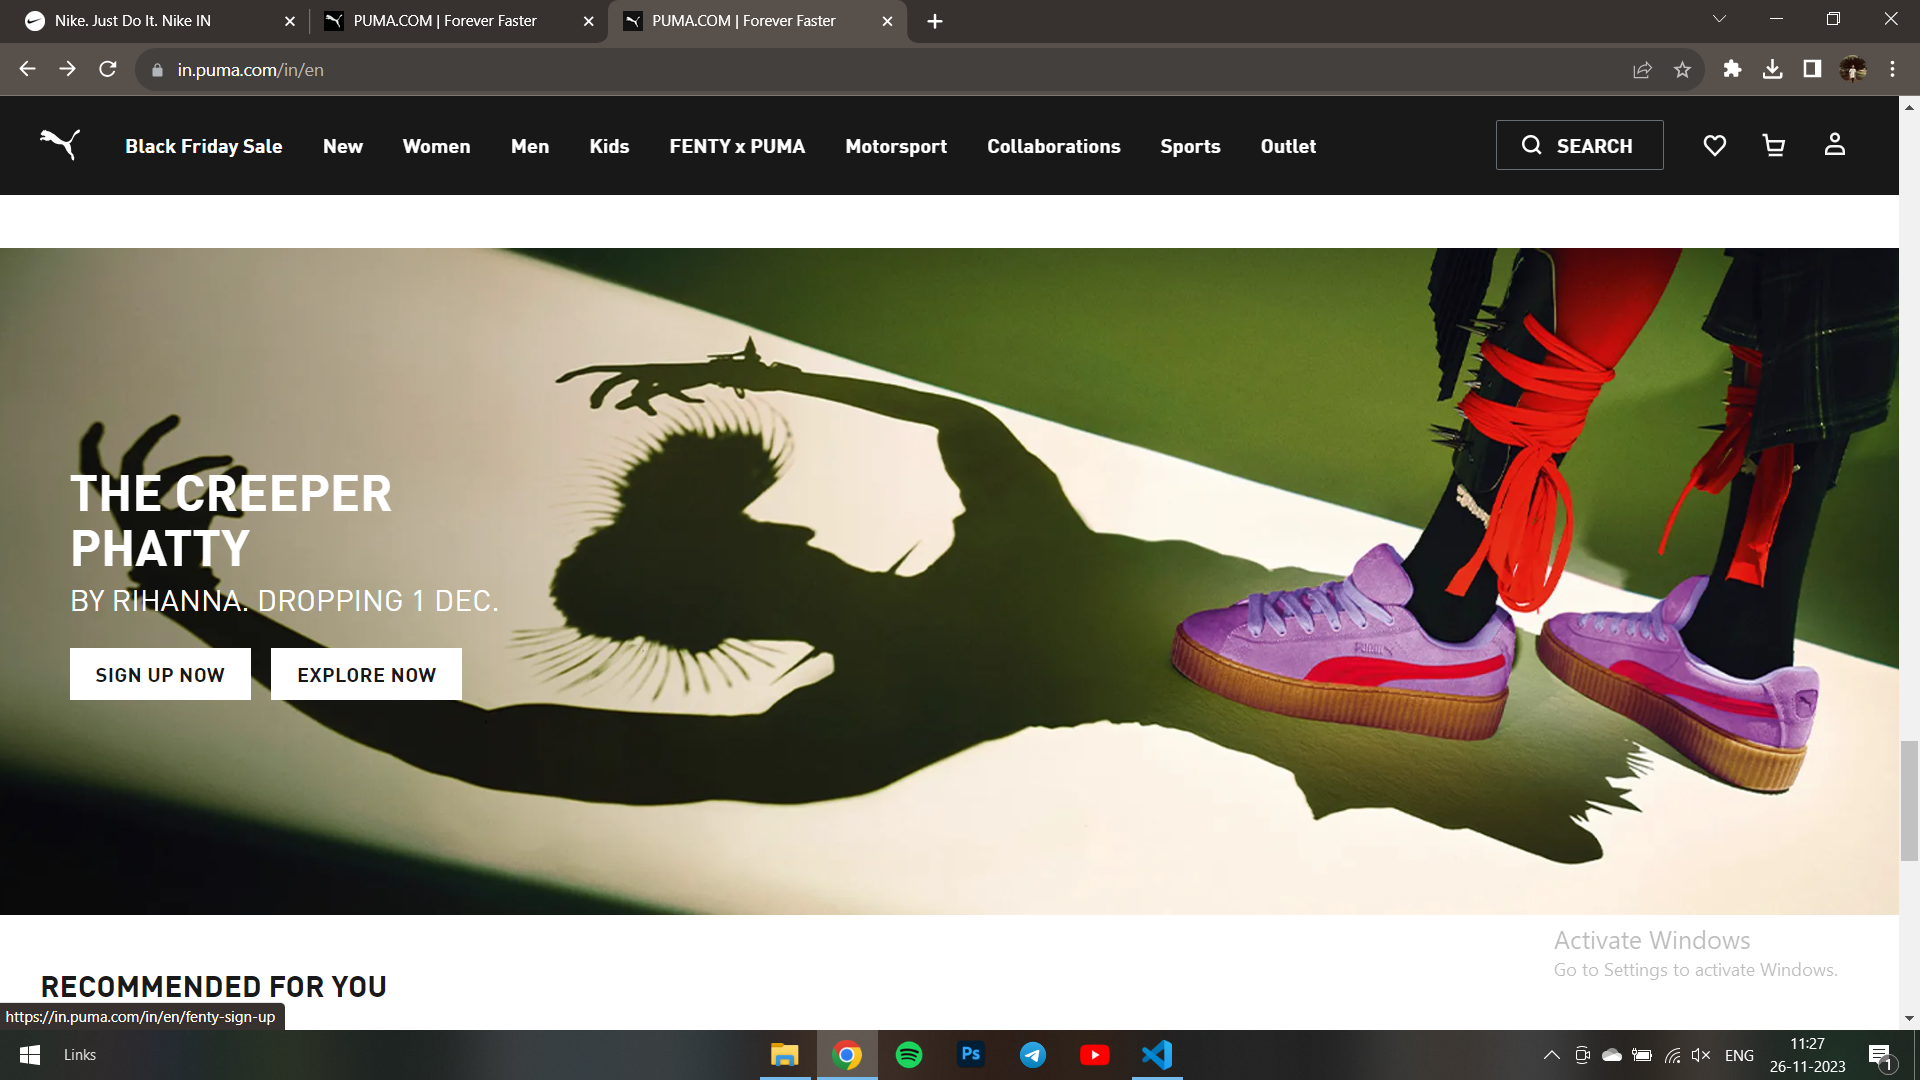 Nike. Just Do It. Nike IN
PUMA.COM | Forever Faster
PUMA.COM | Forever Faster
in.puma.com/in/en
Black Friday Sale
New
Women
Men
Kids
FENTY x PUMA
Motorsport
Collaborations
Sports
Outlet
SEARCH
THE CREEPER
PHATTY
BY RIHANNA. DROPPING 1 DEC.
SIGN UP NOW
EXPLORE NOW
Activate Windows
Go to Settings to activate Windows.
RECOMMENDED FOR YOU
https://in.puma.com/in/en/fenty-sign-up
Links
Ps
ENG
11:27
26-11-2023
1